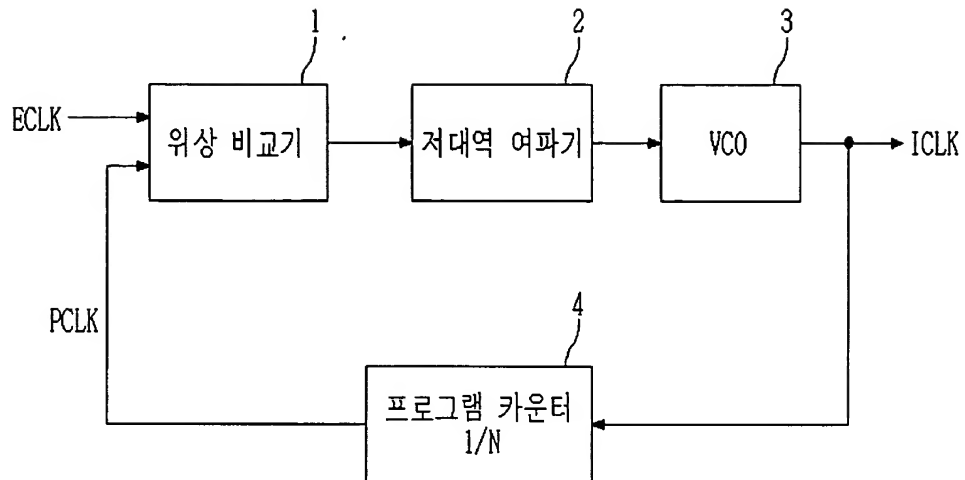 1
2
3
ECLK
위상 비교기
저대역 여파기
VCO
ICLK
PCLK
4
프로그램 카운터
1/N